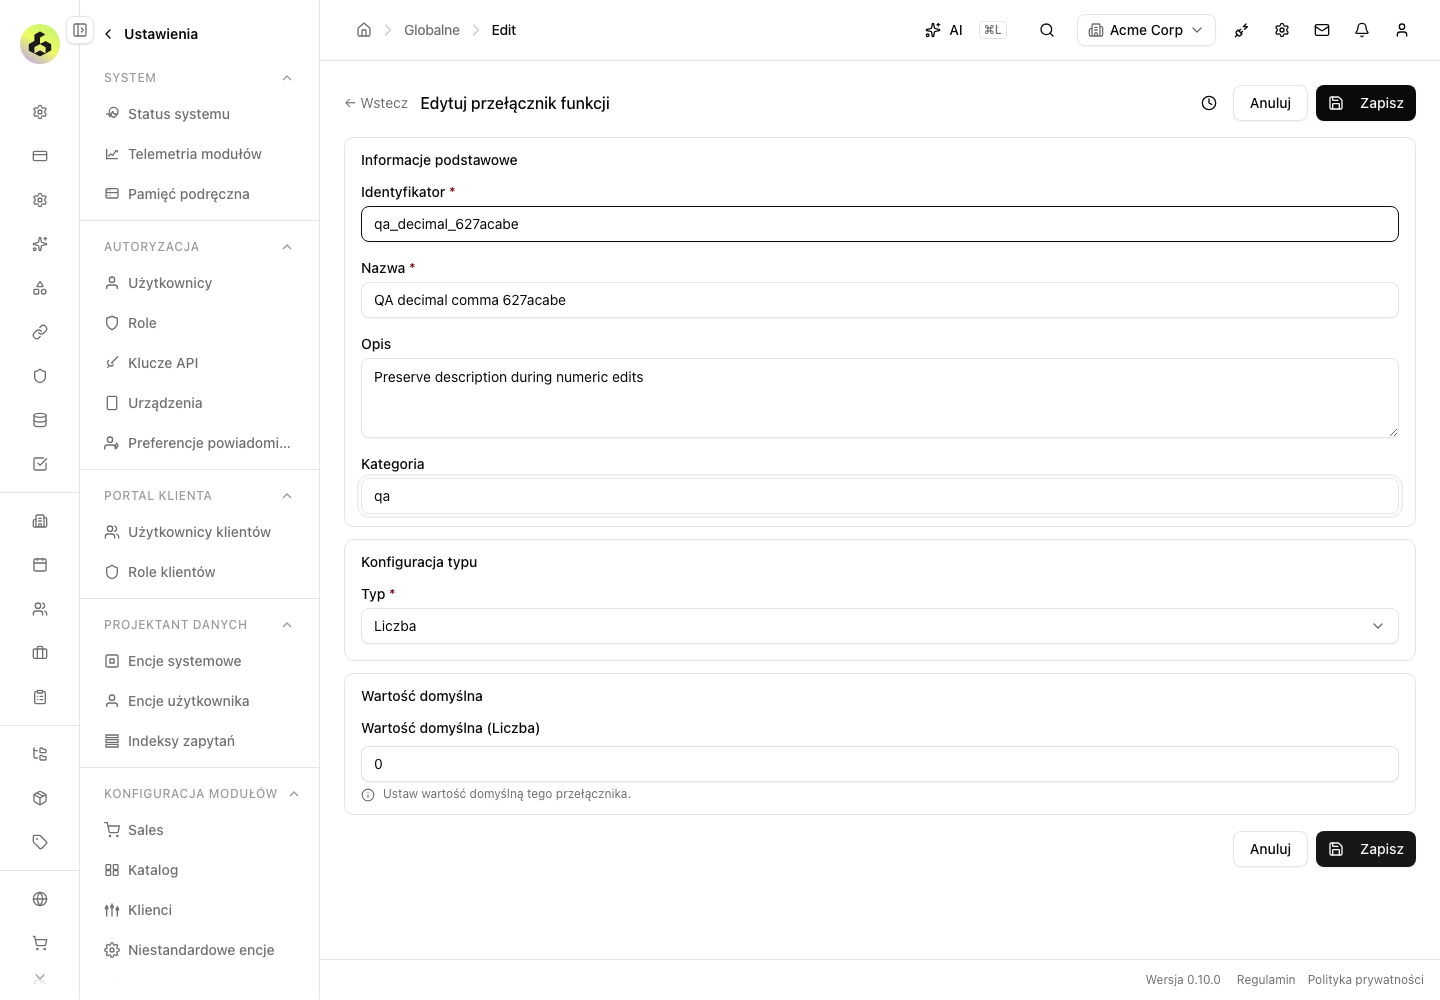 Ustawienia
SYSTEM
Status systemu
Telemetria modułów
Pamięć podręczna
AUTORYZACJA
Użytkownicy
Role
Klucze API
Urządzenia
Preferencje powiadomi...
PORTAL KLIENTA
Użytkownicy klientów
Role klientów
PROJEKTANT DANYCH
Encje systemowe
Encje użytkownika
Indeksy zapytań
KONFIGURACJA MODUŁÓW
Sales
Katalog
Klienci
Niestandardowe encje
Globalne
Edit
AI
⌘L
Acme Corp
← Wstecz
Edytuj przełącznik funkcji
Anuluj
Zapisz
Informacje podstawowe
Identyfikator *
qa_decimal_627acabe
Nazwa *
QA decimal comma 627acabe
Opis
Preserve description during numeric edits
Kategoria
qa
Konfiguracja typu
Typ *
Liczba
Wartość domyślna
Wartość domyślna (Liczba)
0
Ustaw wartość domyślną tego przełącznika.
Anuluj
Zapisz
Wersja 0.10.0
Regulamin
Polityka prywatności